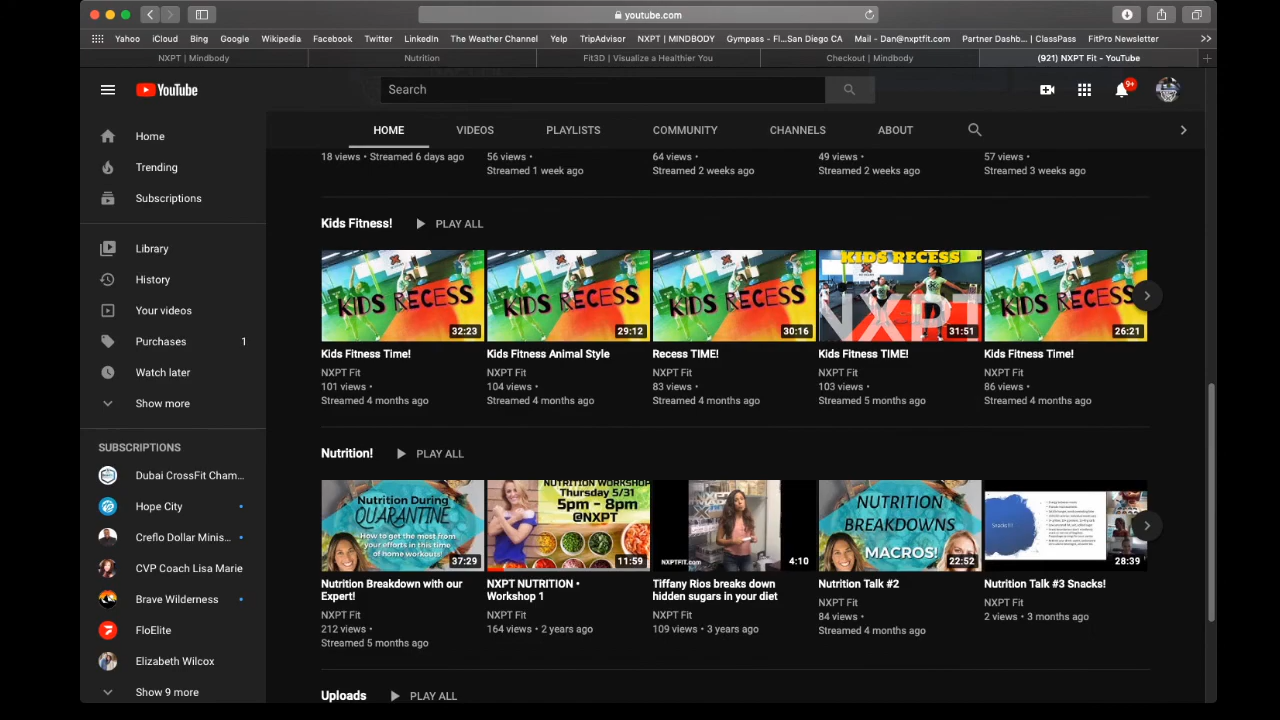 youtube.com
Yahoo iCloud Bing Google Wikipedia Facebook Twitter LinkedIn The Weather Channel Yelp TripAdvisor NXPT | MINDBODY Gympass - Fl...San Diego CA Mail - Dan@nxptfit.com Partner Dashb... | ClassPass FitPro Newsletter
NXPT | Mindbody Nutrition Fit3D | Visualize a Healthier You Checkout | Mindbody (921) NXPT Fit - YouTube
YouTube Search 9+
HOME VIDEOS PLAYLISTS COMMUNITY CHANNELS ABOUT
Home
Trending
Subscriptions
Library
History
Your videos
Purchases 1
Watch later
Show more
SUBSCRIPTIONS
Dubai CrossFit Cham...
Hope City
Creflo Dollar Minis...
CVP Coach Lisa Marie
Brave Wilderness
FloElite
Elizabeth Wilcox
Show 9 more
18 views • Streamed 6 days ago
56 views •
Streamed 1 week ago
64 views •
Streamed 2 weeks ago
49 views •
Streamed 2 weeks ago
57 views •
Streamed 3 weeks ago
Kids Fitness! PLAY ALL
KIDS RECESS
32:23
Kids Fitness Time!
NXPT Fit
101 views •
Streamed 4 months ago
KIDS RECESS
29:12
Kids Fitness Animal Style
NXPT Fit
104 views •
Streamed 4 months ago
KIDS RECESS
30:16
Recess TIME!
NXPT Fit
83 views •
Streamed 4 months ago
KIDS RECESS
NXPT
31:51
Kids Fitness TIME!
NXPT Fit
103 views •
Streamed 5 months ago
KIDS RECESS
26:21
Kids Fitness Time!
NXPT Fit
86 views •
Streamed 4 months ago
Nutrition! PLAY ALL
Nutrition During
QUARANTINE
How to get the most from
your efforts in this time
of home workouts!
37:29
Nutrition Breakdown with our
Expert!
NXPT Fit
212 views •
Streamed 5 months ago
NUTRITION WORKSHOP
Thursday 5/31
5pm - 8pm
@NXPT
11:59
NXPT NUTRITION •
Workshop 1
NXPT Fit
164 views • 2 years ago
NXPTFIT.com
4:10
Tiffany Rios breaks down
hidden sugars in your diet
NXPT Fit
109 views • 3 years ago
NUTRITION
BREAKDOWNS
MACROS!
22:52
Nutrition Talk #2
NXPT Fit
84 views •
Streamed 4 months ago
Snacks!!!
28:39
Nutrition Talk #3 Snacks!
NXPT Fit
2 views • 3 months ago
Uploads PLAY ALL